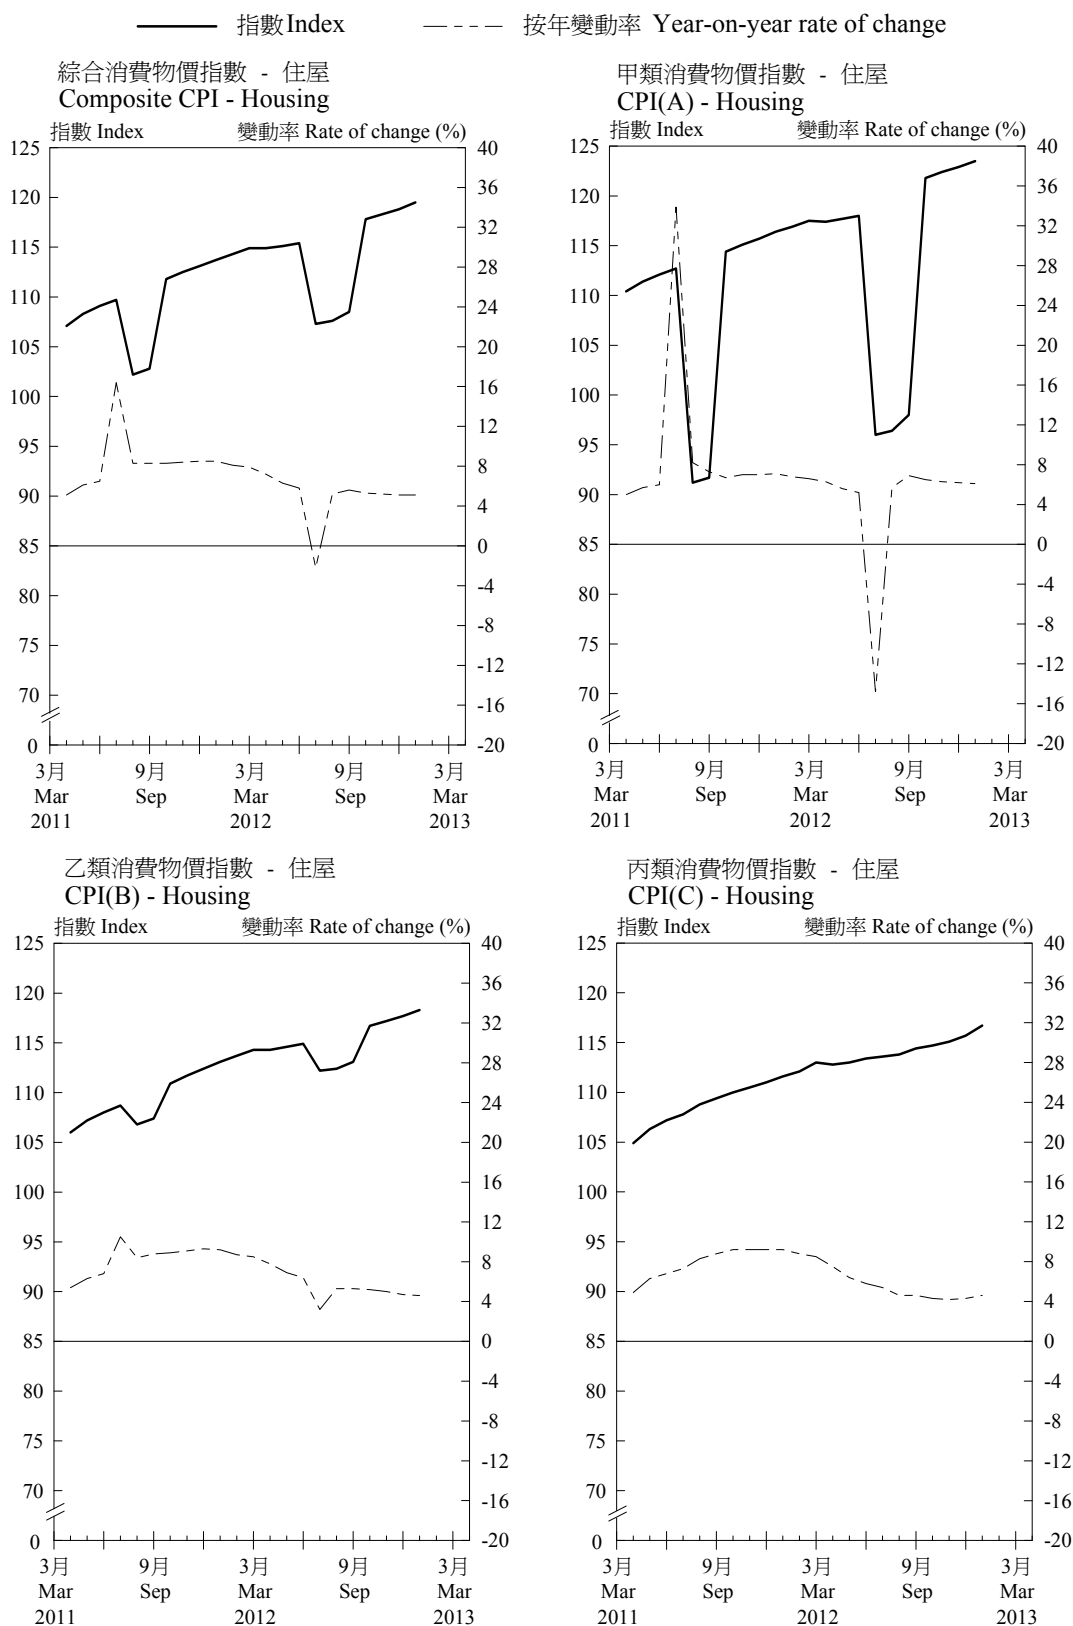 指數 Index 按年變動率 Year-on-year rate of change
綜合消費物價指數 - 住屋
Composite CPI - Housing
指數 Index 變動率 Rate of change (%)
125 40
120 36
115 32
110 28
105 24
100 20
95 16
90 12
85 8
80 4
75 0
70 -4
0 -8
-12
-16
-20
3月 9月 3月 9月 3月
Mar Sep Mar Sep Mar
2011 2012 2013
甲類消費物價指數 - 住屋
CPI(A) - Housing
指數 Index 變動率 Rate of change (%)
125 40
120 36
115 32
110 28
105 24
100 20
95 16
90 12
85 8
80 4
75 0
70 -4
0 -8
-12
-16
-20
3月 9月 3月 9月 3月
Mar Sep Mar Sep Mar
2011 2012 2013
乙類消費物價指數 - 住屋
CPI(B) - Housing
指數 Index 變動率 Rate of change (%)
125 40
120 36
115 32
110 28
105 24
100 20
95 16
90 12
85 8
80 4
75 0
70 -4
0 -8
-12
-16
-20
3月 9月 3月 9月 3月
Mar Sep Mar Sep Mar
2011 2012 2013
丙類消費物價指數 - 住屋
CPI(C) - Housing
指數 Index 變動率 Rate of change (%)
125 40
120 36
115 32
110 28
105 24
100 20
95 16
90 12
85 8
80 4
75 0
70 -4
0 -8
-12
-16
-20
3月 9月 3月 9月 3月
Mar Sep Mar Sep Mar
2011 2012 2013